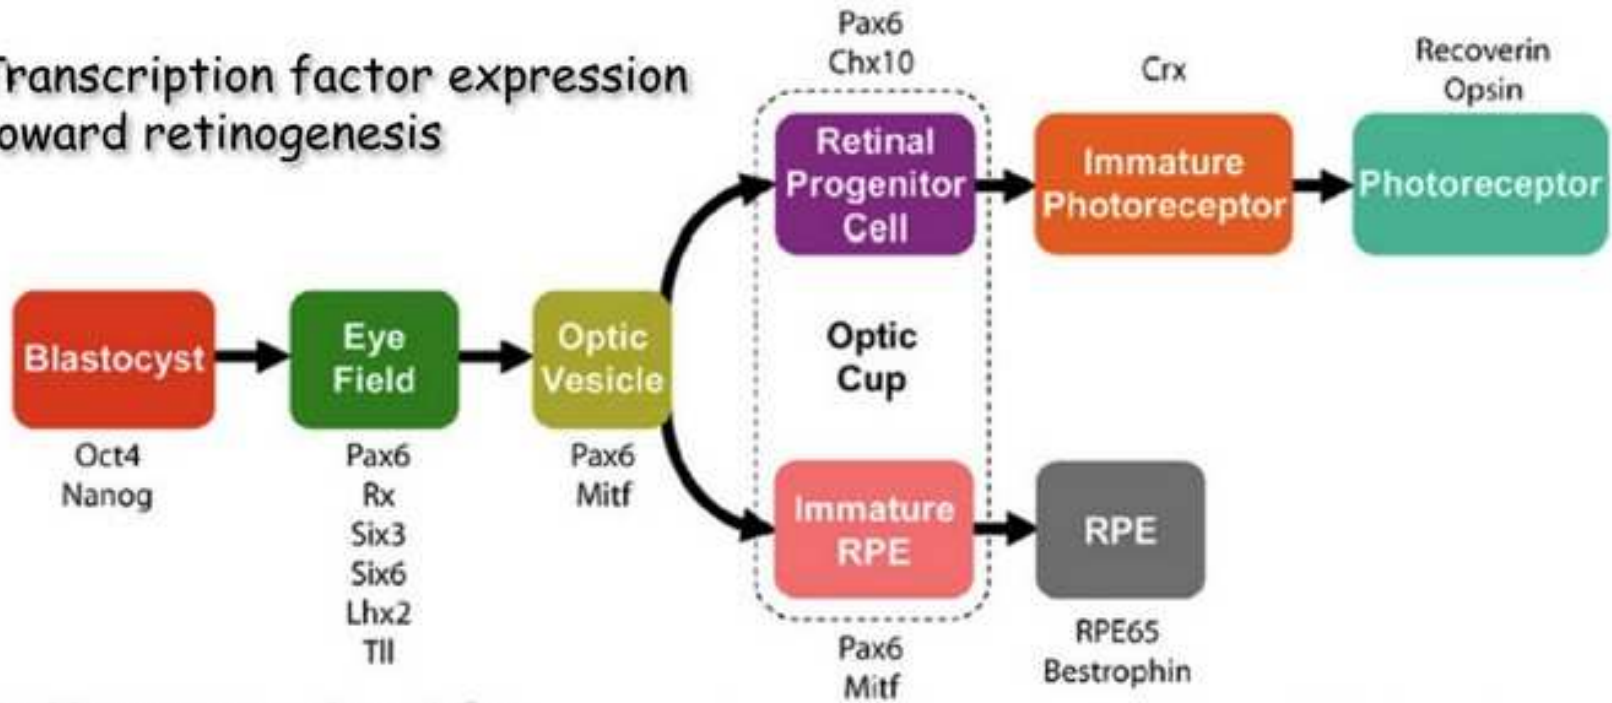 Transcription factor expression
toward retinogenesis
Pax6
Chx10
Crx
Recoverin
Opsin
Retinal
Progenitor
Cell
Immature
Photoreceptor
Photoreceptor
Blastocyst
Eye
Field
Optic
Vesicle
Optic
Cup
Oct4
Nanog
Pax6
Rx
Six3
Six6
Lhx2
Tll
Pax6
Mitf
Immature
RPE
RPE
Pax6
Mitf
RPE65
Bestrophin